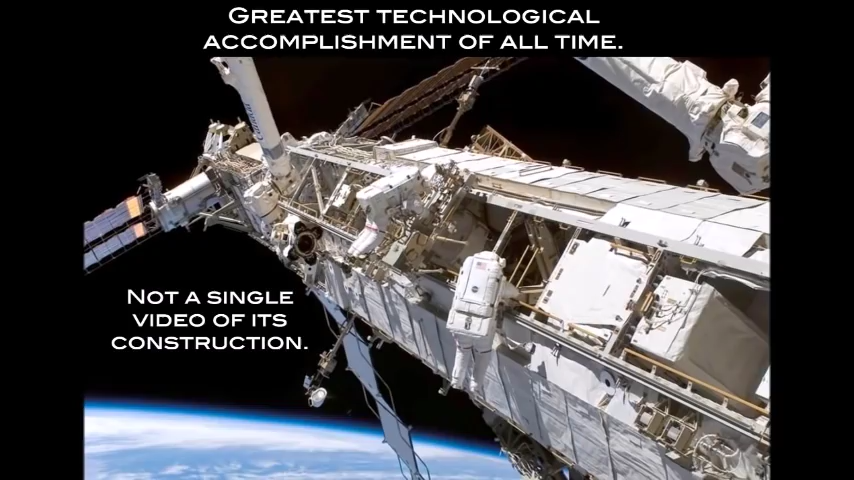 Greatest technological
accomplishment of all time.
Not a single
video of its
construction.